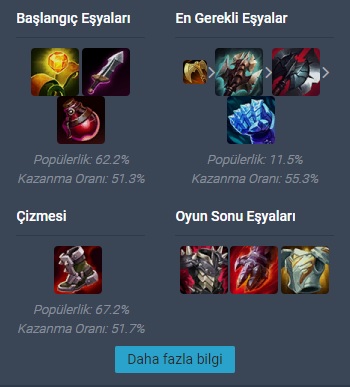 Başlangıç Eşyaları
Popülerlik: 62.2%
Kazanma Oranı: 51.3%
En Gerekli Eşyalar
Popülerlik: 11.5%
Kazanma Oranı: 55.3%
Çizmesi
Popülerlik: 67.2%
Kazanma Oranı: 51.7%
Oyun Sonu Eşyaları
Daha fazla bilgi